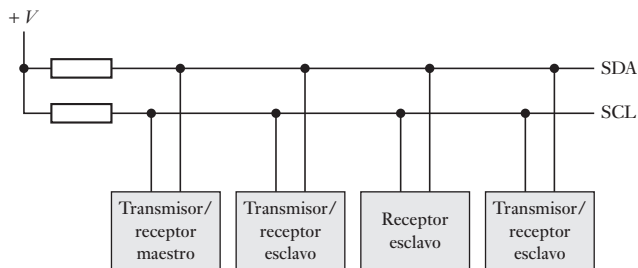 + V
SDA
SCL
Transmisor/
receptor
maestro
Transmisor/
receptor
esclavo
Receptor
esclavo
Transmisor/
receptor
esclavo